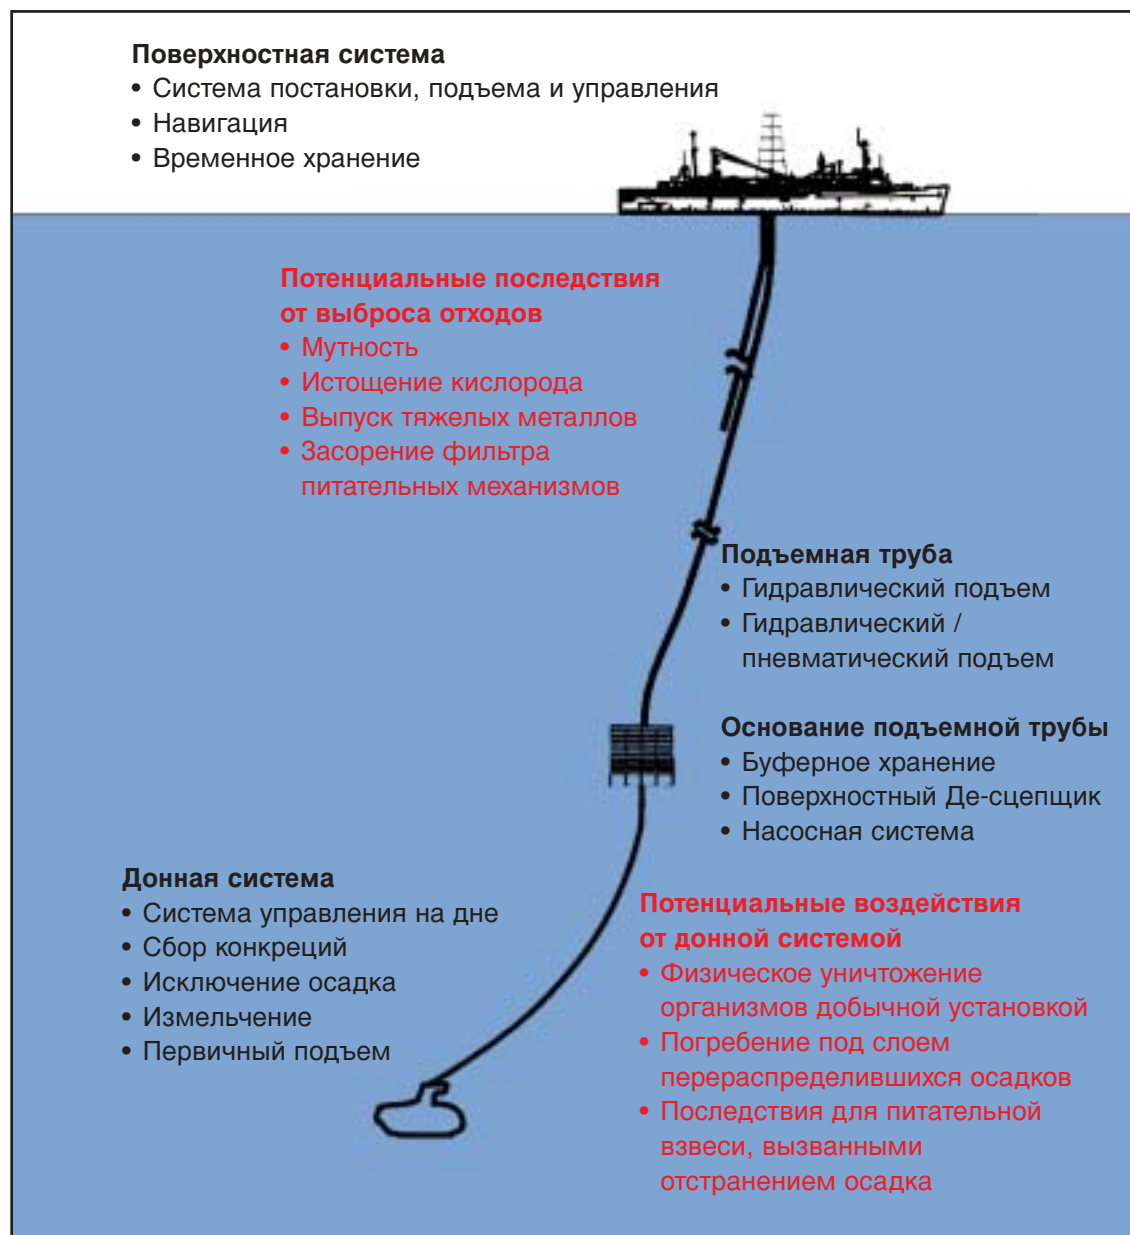 Поверхностная система
• Система постановки, подъема и управления
• Навигация
• Временное хранение
Потенциальные последствия
от выброса отходов
• Мутность
• Истощение кислорода
• Выпуск тяжелых металлов
• Засорение фильтра
питательных механизмов
Подъемная труба
• Гидравлический подъем
• Гидравлический /
пневматический подъем
Основание подъемной трубы
• Буферное хранение
• Поверхностный Де-сцепщик
• Насосная система
Донная система
• Система управления на дне
• Сбор конкреций
• Исключение осадка
• Измельчение
• Первичный подъем
Потенциальные воздействия
от донной системой
• Физическое уничтожение
организмов добычной установкой
• Погребение под слоем
перераспределившихся осадков
• Последствия для питательной
взвеси, вызванными
отстранением осадка